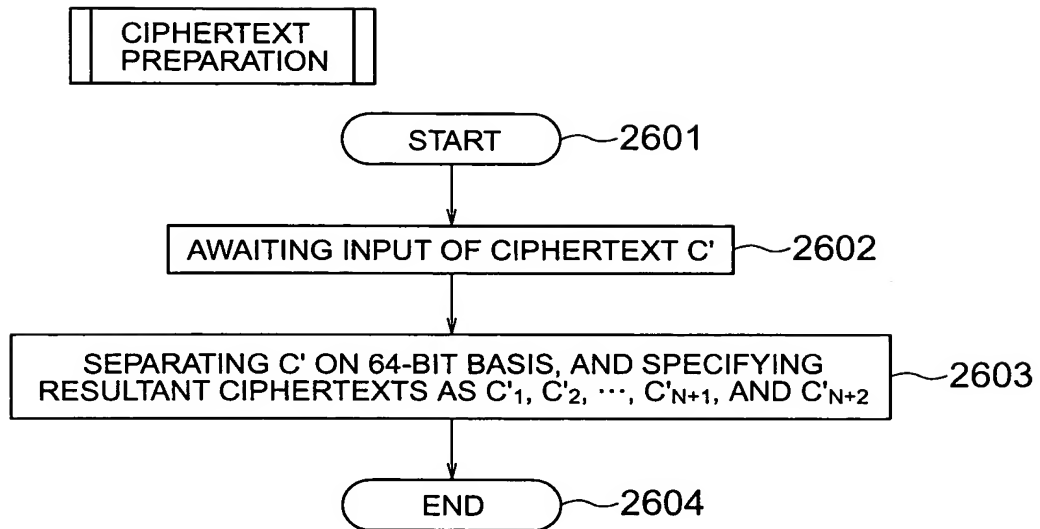 CIPHERTEXT
PREPARATION
START 2601
AWAITING INPUT OF CIPHERTEXT C' 2602
SEPARATING C' ON 64-BIT BASIS, AND SPECIFYING
RESULTANT CIPHERTEXTS AS C'₁, C'₂, ···, C'ₙ₊₁, AND C'ₙ₊₂ 2603
END 2604